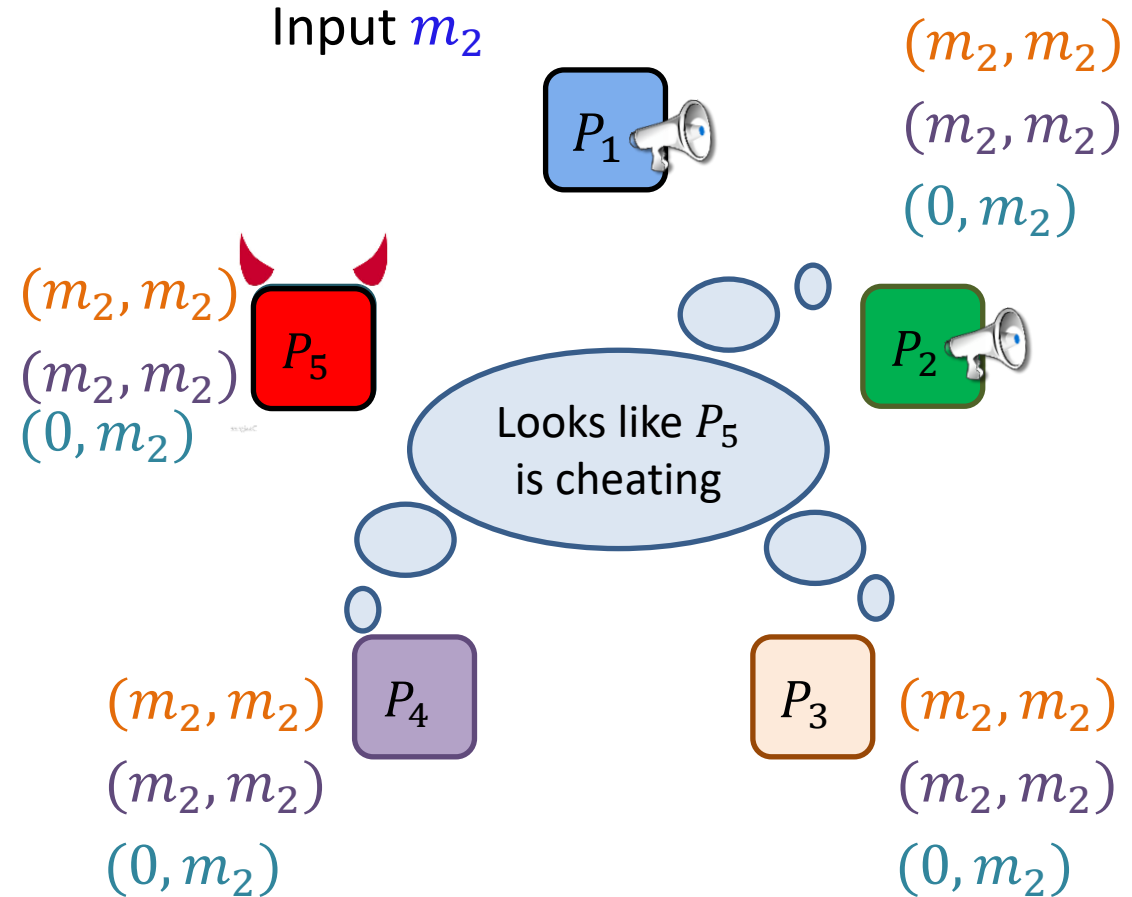 Input m₂
(m₂, m₂)
(m₂, m₂)
(0, m₂)
P₁
(m₂, m₂)
(m₂, m₂)
(0, m₂)
P₅
P₂
Looks like P₅
is cheating
P₄
(m₂, m₂)
(m₂, m₂)
(0, m₂)
P₃
(m₂, m₂)
(m₂, m₂)
(0, m₂)